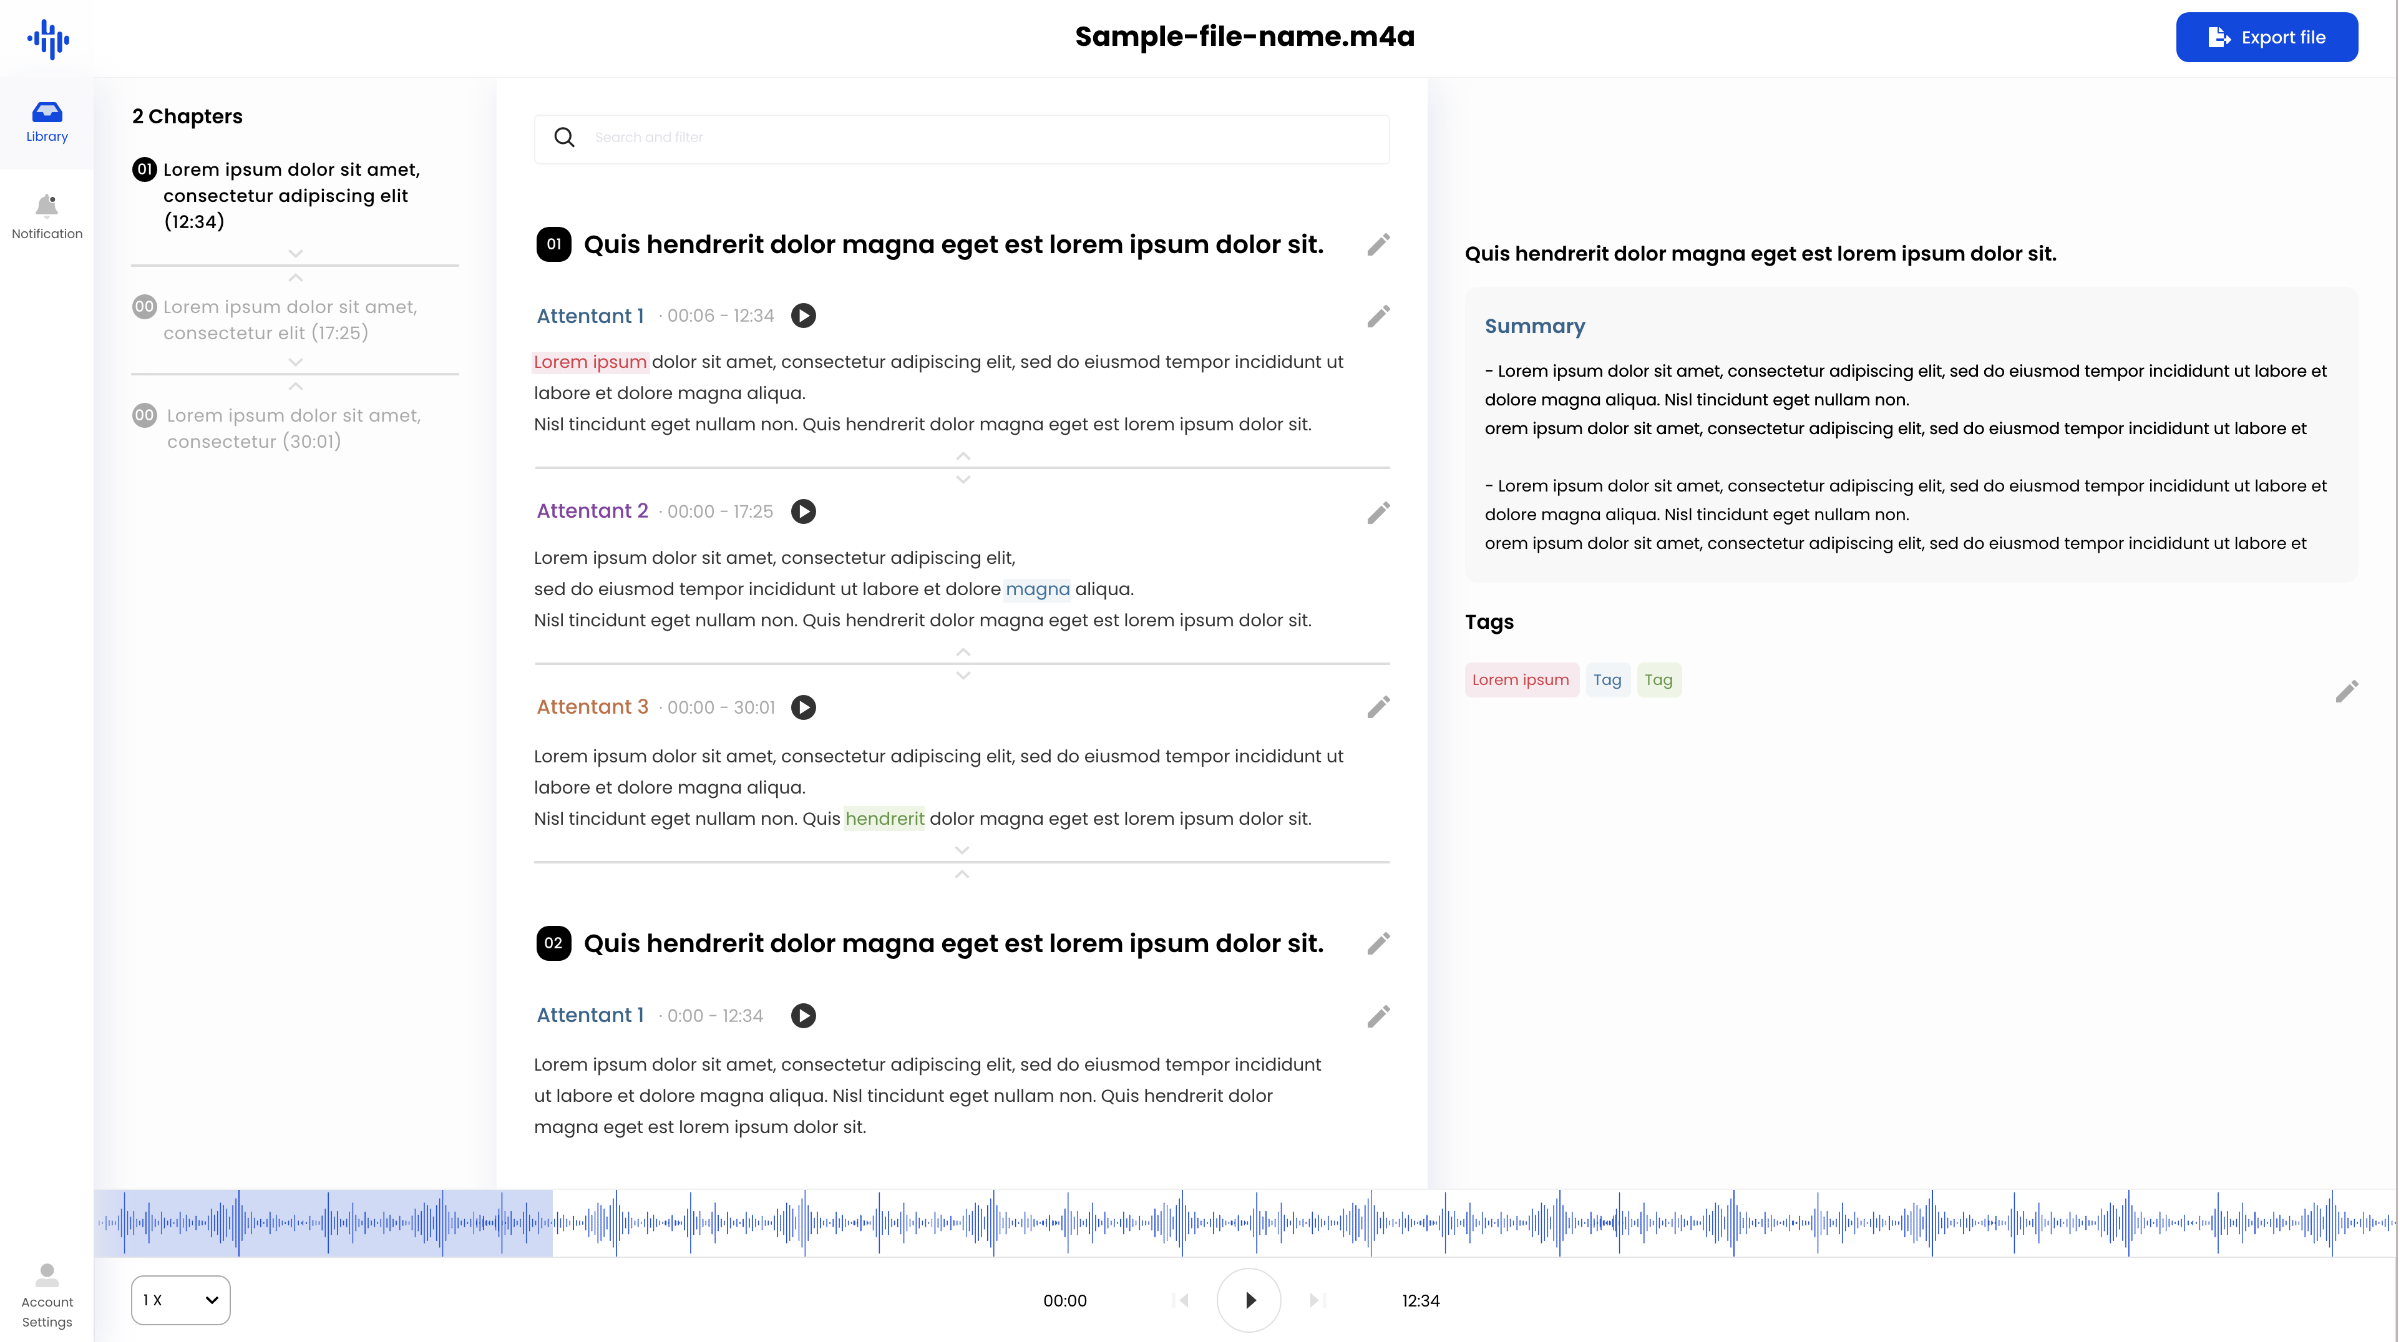 Sample-file-name.m4a
Export file
Library
Notification
Account
Settings
2 Chapters
01 Lorem ipsum dolor sit amet,
consectetur adipiscing elit
(12:34)
00 Lorem ipsum dolor sit amet,
consectetur elit (17:25)
00 Lorem ipsum dolor sit amet,
consectetur (30:01)
Search and filter
01 Quis hendrerit dolor magna eget est lorem ipsum dolor sit.
Attentant 1 · 00:06 - 12:34
Lorem ipsum dolor sit amet, consectetur adipiscing elit, sed do eiusmod tempor incididunt ut
labore et dolore magna aliqua.
Nisl tincidunt eget nullam non. Quis hendrerit dolor magna eget est lorem ipsum dolor sit.
Attentant 2 · 00:00 - 17:25
Lorem ipsum dolor sit amet, consectetur adipiscing elit,
sed do eiusmod tempor incididunt ut labore et dolore magna aliqua.
Nisl tincidunt eget nullam non. Quis hendrerit dolor magna eget est lorem ipsum dolor sit.
Attentant 3 · 00:00 - 30:01
Lorem ipsum dolor sit amet, consectetur adipiscing elit, sed do eiusmod tempor incididunt ut
labore et dolore magna aliqua.
Nisl tincidunt eget nullam non. Quis hendrerit dolor magna eget est lorem ipsum dolor sit.
02 Quis hendrerit dolor magna eget est lorem ipsum dolor sit.
Attentant 1 · 0:00 - 12:34
Lorem ipsum dolor sit amet, consectetur adipiscing elit, sed do eiusmod tempor incididunt
ut labore et dolore magna aliqua. Nisl tincidunt eget nullam non. Quis hendrerit dolor
magna eget est lorem ipsum dolor sit.
Quis hendrerit dolor magna eget est lorem ipsum dolor sit.
Summary
- Lorem ipsum dolor sit amet, consectetur adipiscing elit, sed do eiusmod tempor incididunt ut labore et
dolore magna aliqua. Nisl tincidunt eget nullam non.
orem ipsum dolor sit amet, consectetur adipiscing elit, sed do eiusmod tempor incididunt ut labore et
- Lorem ipsum dolor sit amet, consectetur adipiscing elit, sed do eiusmod tempor incididunt ut labore et
dolore magna aliqua. Nisl tincidunt eget nullam non.
orem ipsum dolor sit amet, consectetur adipiscing elit, sed do eiusmod tempor incididunt ut labore et
Tags
Lorem ipsum Tag Tag
1 X
00:00
12:34